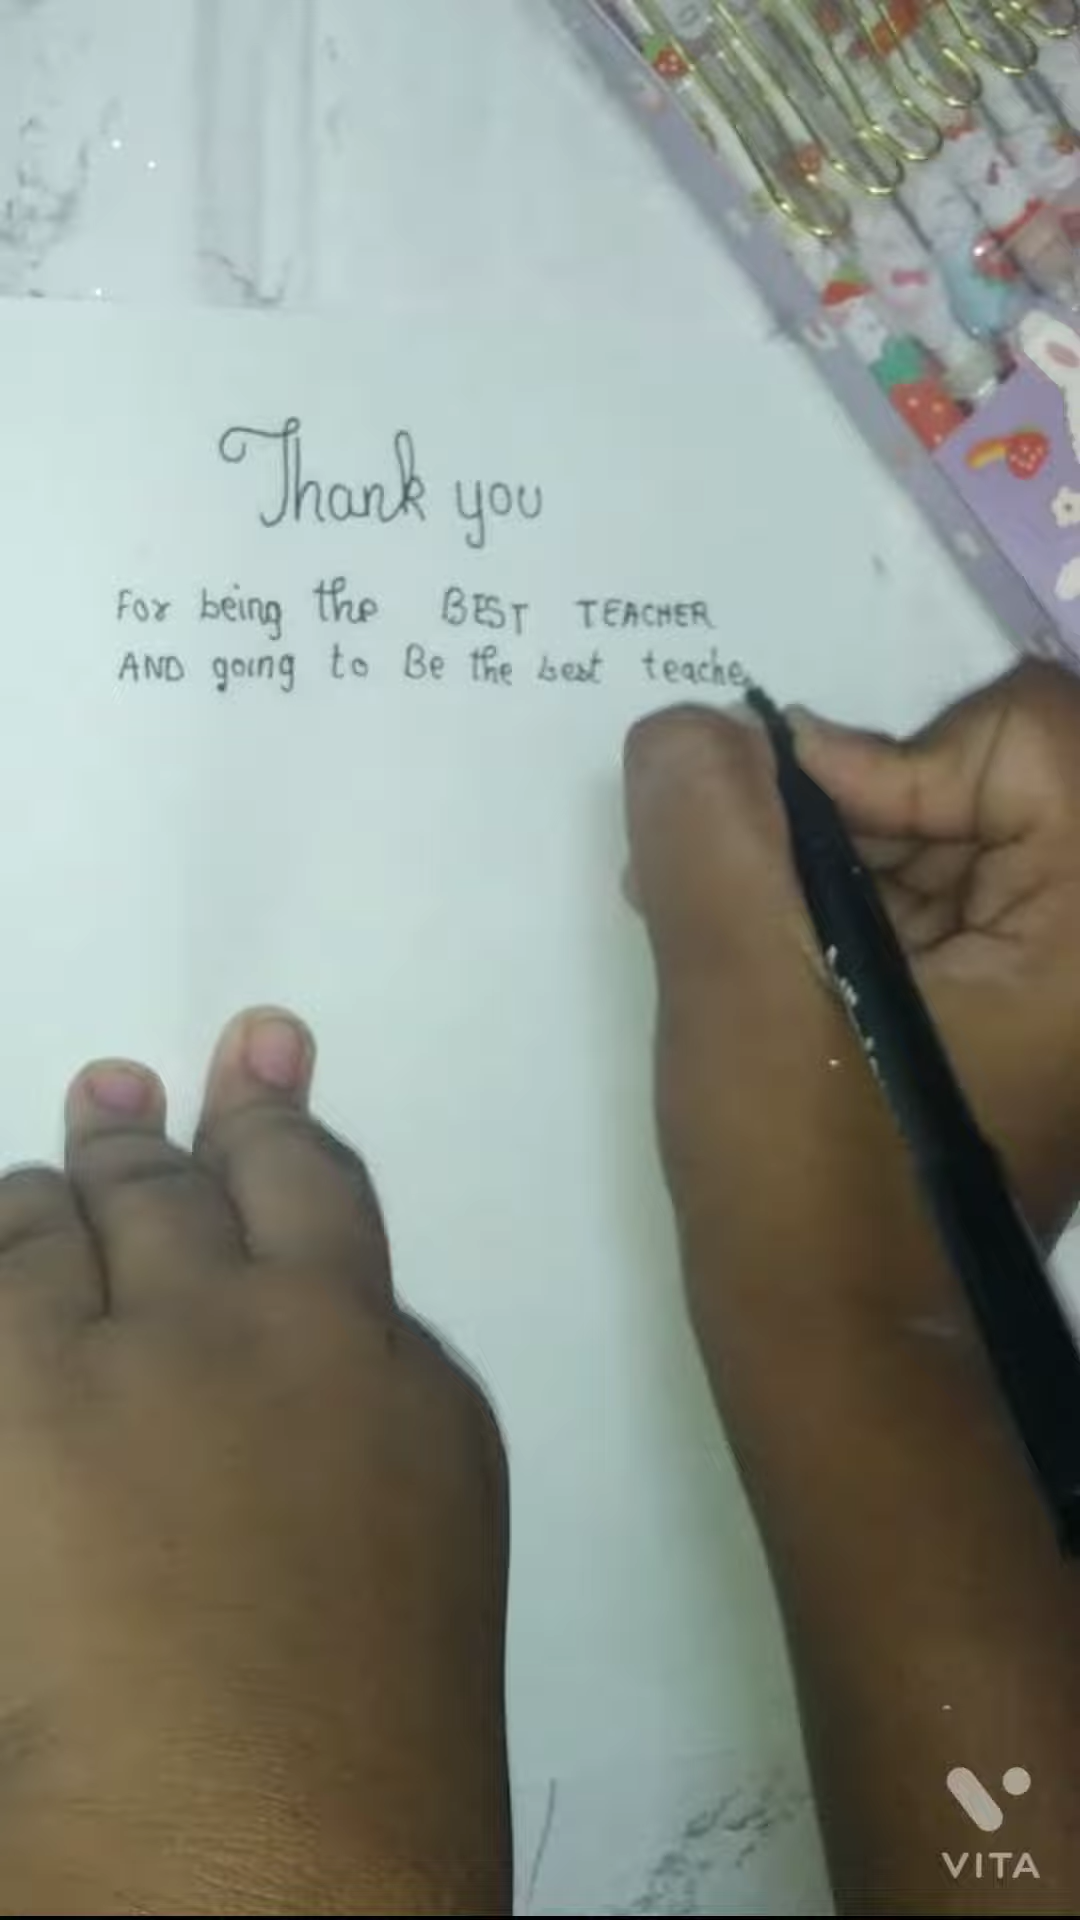 Thank you
For being the BEST TEACHER
AND going to Be the best teache
VITA